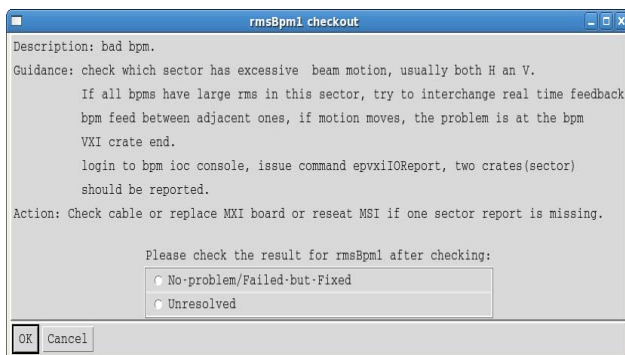 rmsBpm1 checkout
Description: bad bpm.
Guidance: check which sector has excessive beam motion, usually both H an V.
If all bpms have large rms in this sector, try to interchange real time feedback
bpm feed between adjacent ones, if motion moves, the problem is at the bpm
VXI crate end.
login to bpm ioc console, issue command epvxiIOReport, two crates(sector)
should be reported.
Action: Check cable or replace MXI board or reseat MSI if one sector report is missing.
Please check the result for rmsBpm1 after checking:
No-problem/Failed-but-Fixed
Unresolved
OK Cancel